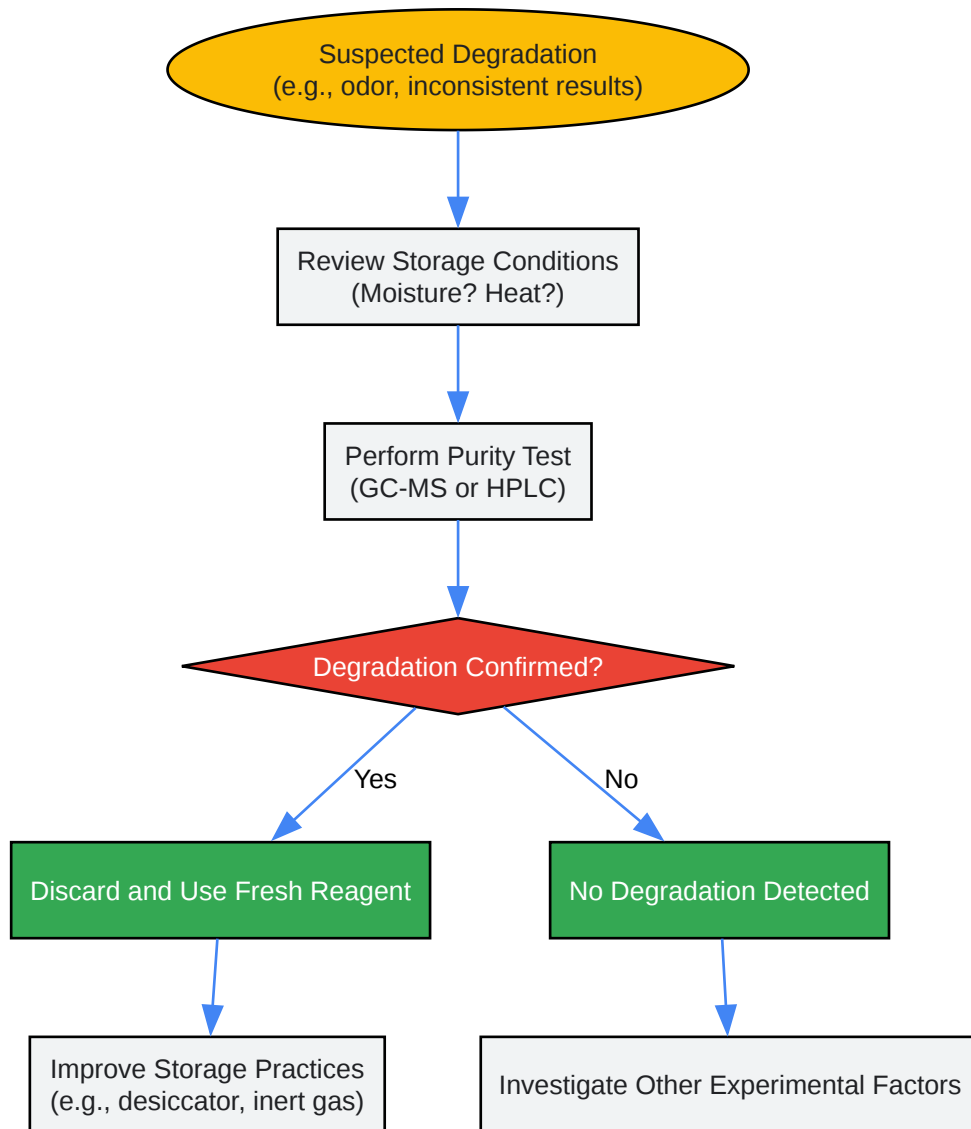 Suspected Degradation
(e.g., odor, inconsistent results)
Review Storage Conditions
(Moisture? Heat?)
Perform Purity Test
(GC-MS or HPLC)
Degradation Confirmed?
Yes
No
Discard and Use Fresh Reagent
No Degradation Detected
Improve Storage Practices
(e.g., desiccator, inert gas)
Investigate Other Experimental Factors